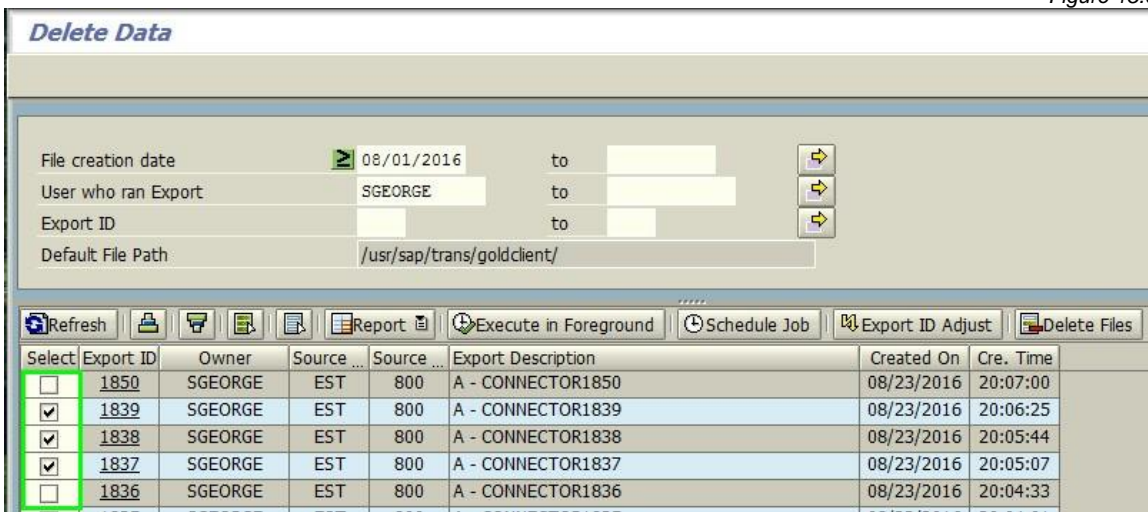 Delete Data
File creation date ≥ 08/01/2016 to
User who ran Export SGEORGE to
Export ID to
Default File Path /usr/sap/trans/goldclient/
Refresh Report Execute in Foreground Schedule Job Export ID Adjust Delete Files
Select Export ID Owner Source ... Source ... Export Description Created On Cre. Time
1850 SGEORGE EST 800 A - CONNECTOR1850 08/23/2016 20:07:00
1839 SGEORGE EST 800 A - CONNECTOR1839 08/23/2016 20:06:25
1838 SGEORGE EST 800 A - CONNECTOR1838 08/23/2016 20:05:44
1837 SGEORGE EST 800 A - CONNECTOR1837 08/23/2016 20:05:07
1836 SGEORGE EST 800 A - CONNECTOR1836 08/23/2016 20:04:33